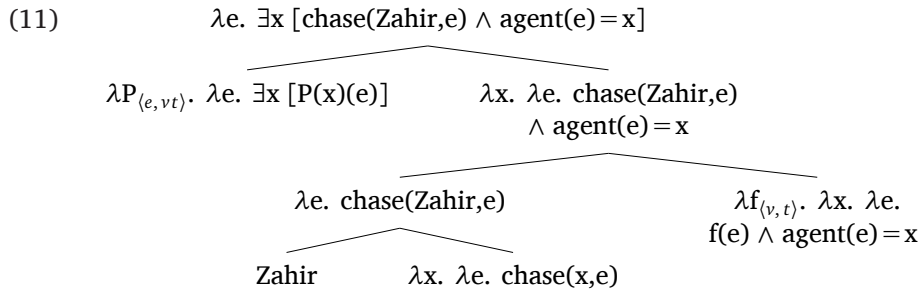 (11) λe. ∃x [chase(Zahir,e) ∧ agent(e) = x]
λP⟨e,vt⟩. λe. ∃x [P(x)(e)] λx. λe. chase(Zahir,e)
∧ agent(e) = x
λe. chase(Zahir,e) λf⟨v,t⟩. λx. λe.
f(e) ∧ agent(e) = x
Zahir λx. λe. chase(x,e)